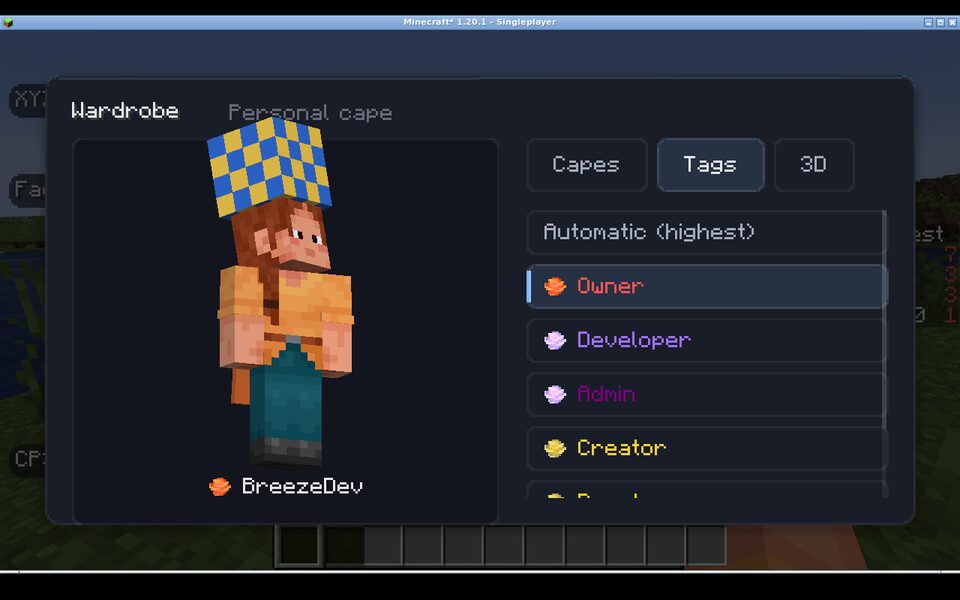 Minecraft* 1.20.1 - Singleplayer
Wardrobe
Personal cape
Capes
Tags
3D
Automatic (highest)
Owner
Developer
Admin
Creator
BreezeDev